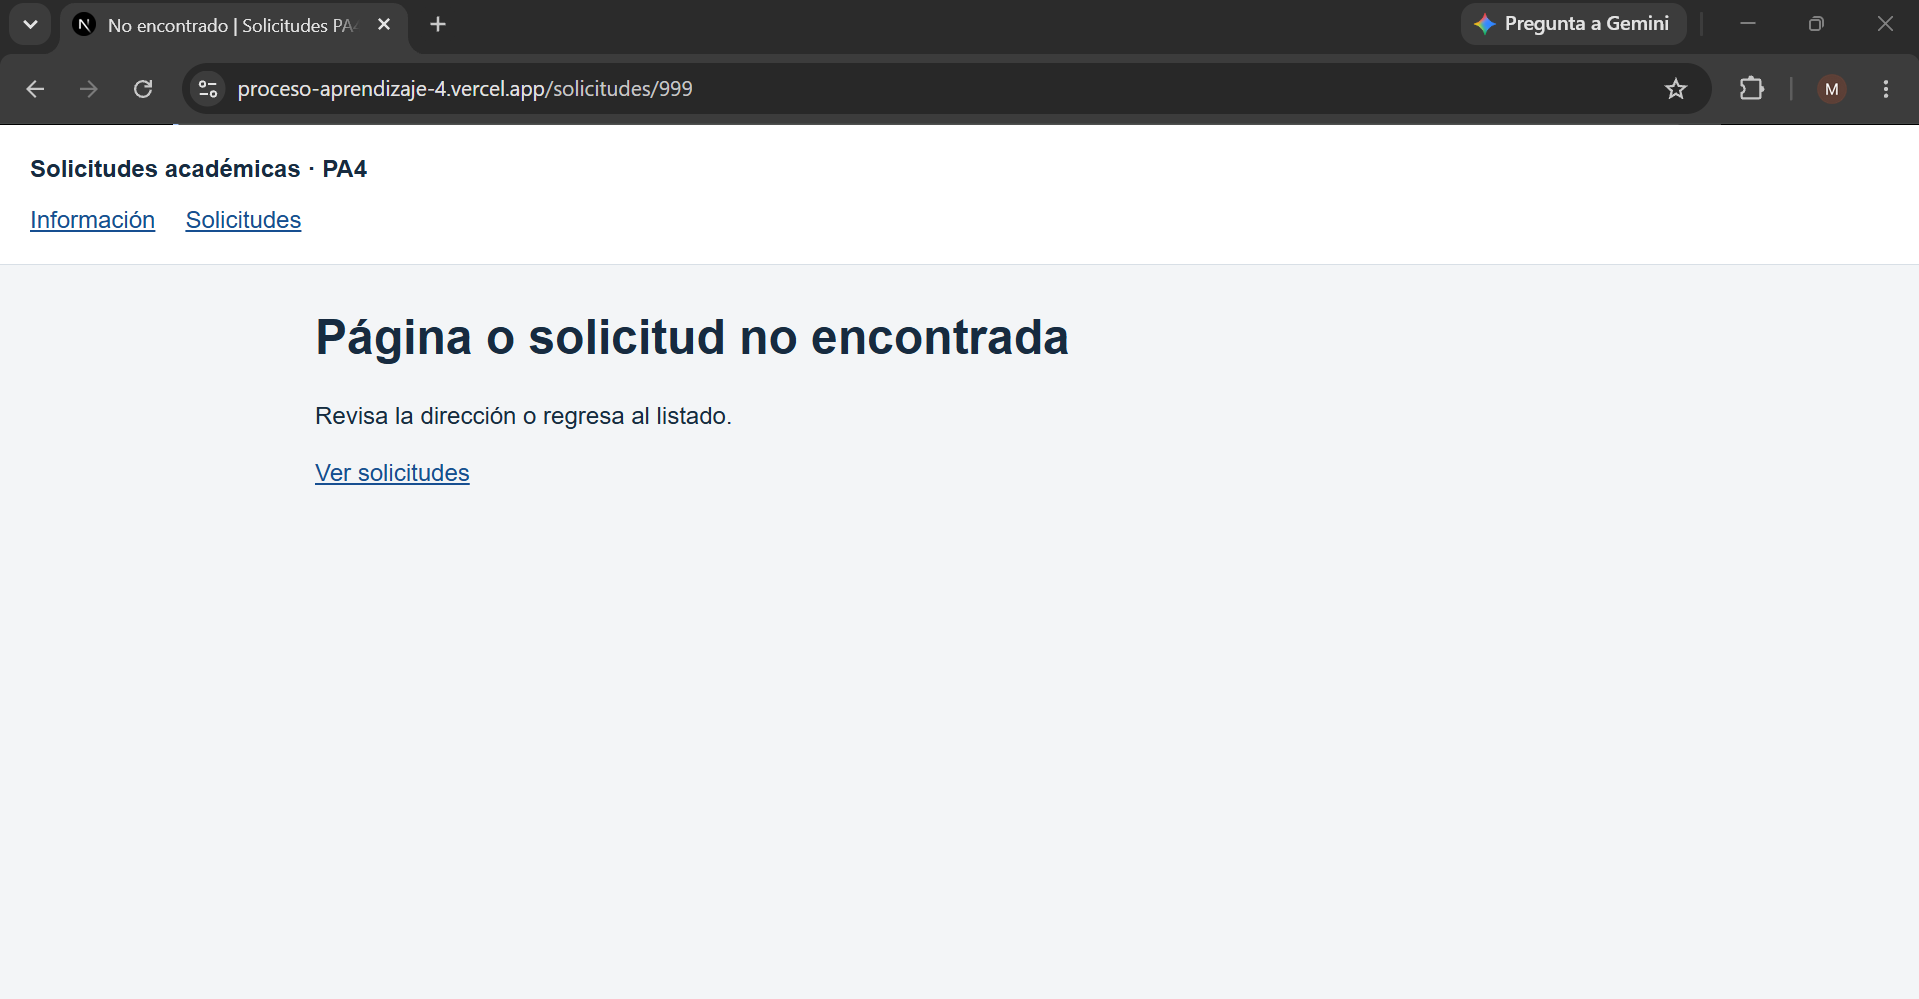 No encontrado | Solicitudes PA4
Pregunta a Gemini
proceso-aprendizaje-4.vercel.app/solicitudes/999
M
Solicitudes académicas · PA4
Información Solicitudes
Página o solicitud no encontrada
Revisa la dirección o regresa al listado.
Ver solicitudes